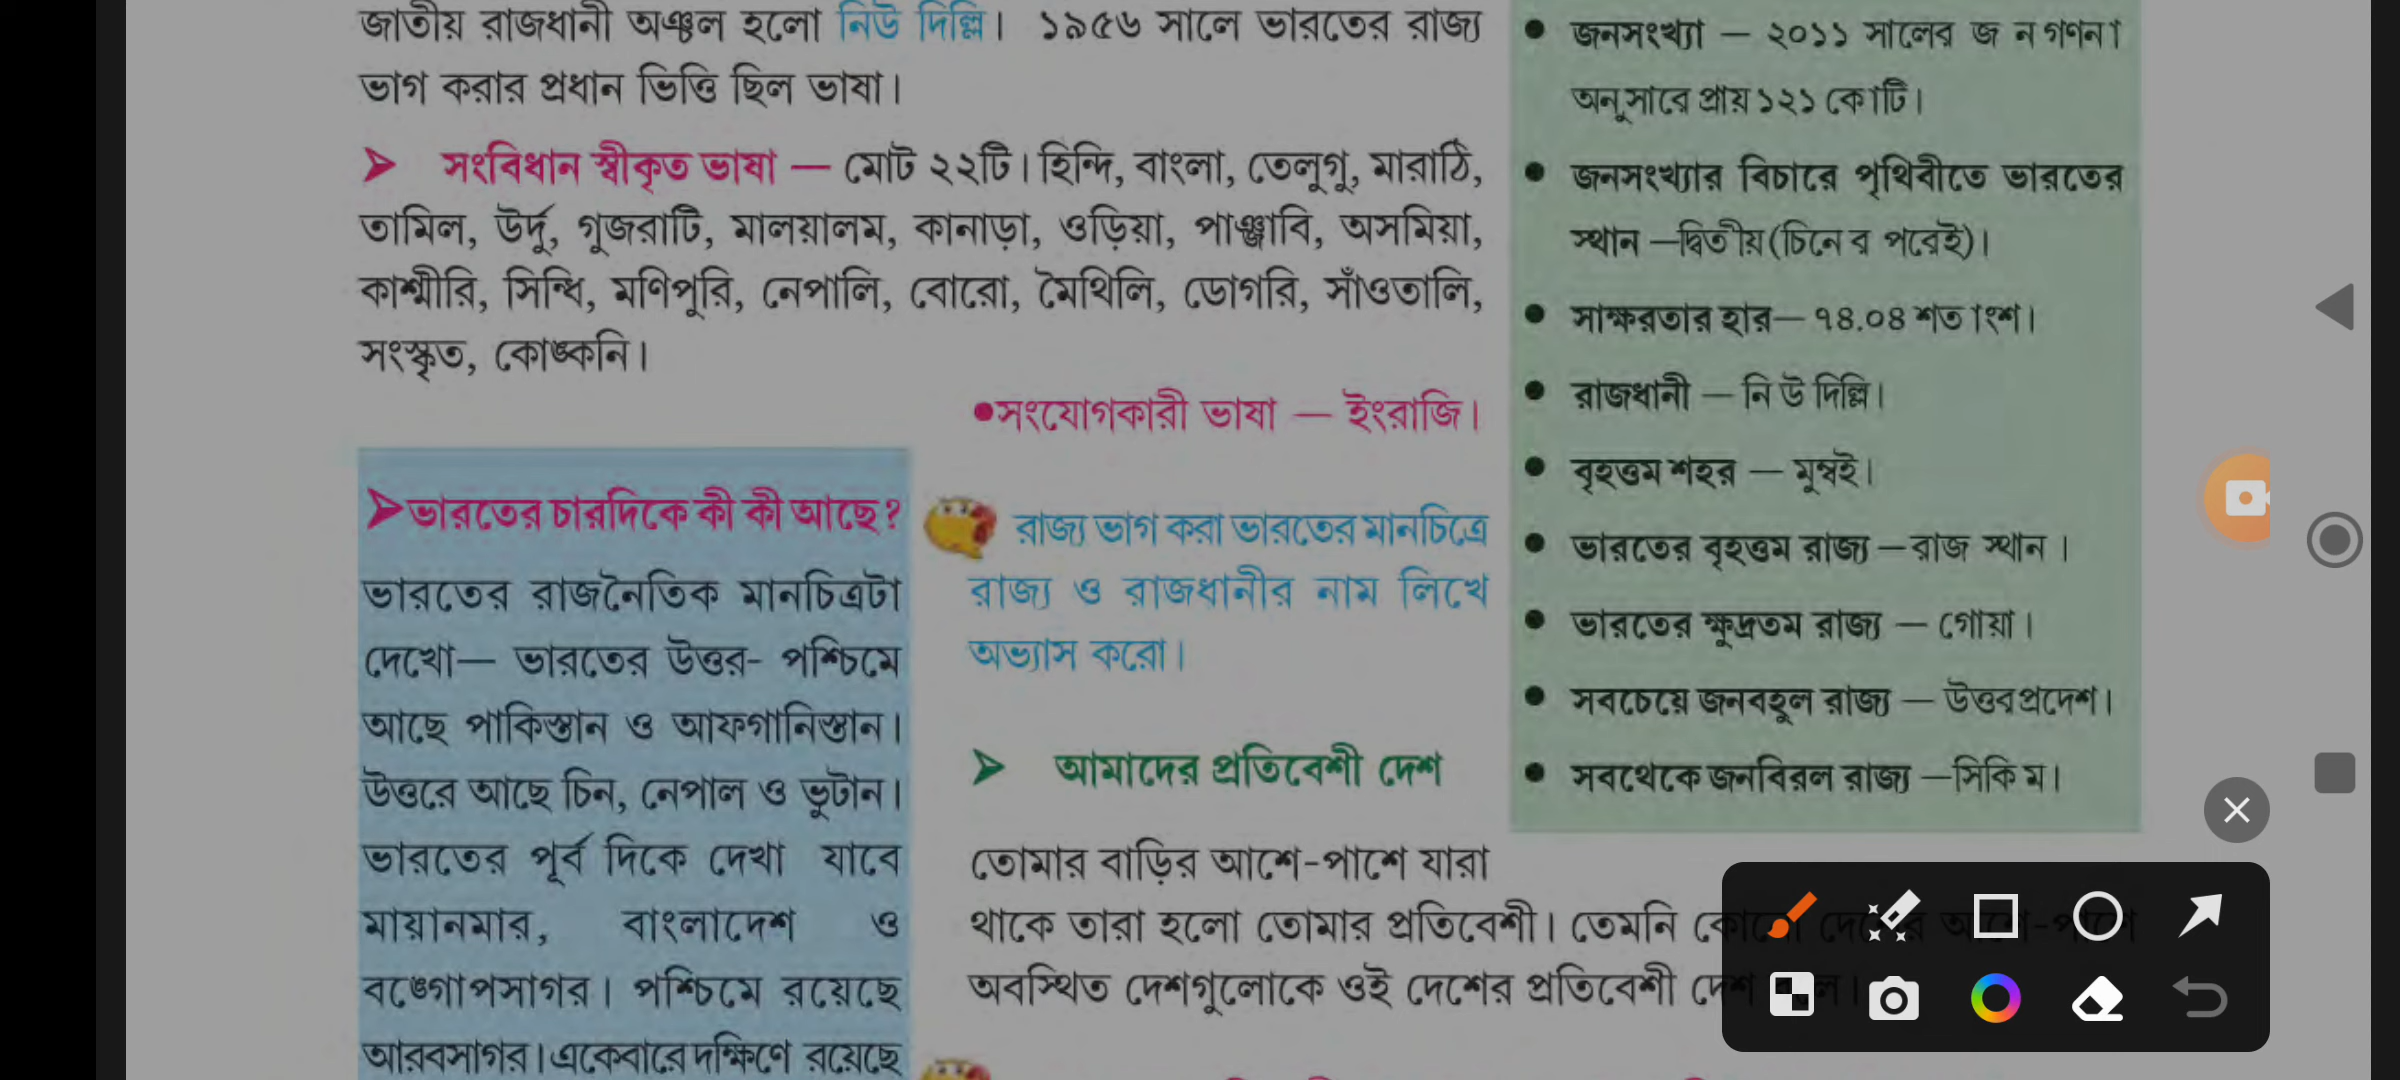 জাতীয় রাজধানী অঞ্চল হলো নিউ দিল্লি। ১৯৫৬ সালে ভারতের রাজ্য
ভাগ করার প্রধান ভিত্তি ছিল ভাষা।
➤ সংবিধান স্বীকৃত ভাষা — মোট ২২টি। হিন্দি, বাংলা, তেলুগু, মারাঠি,
তামিল, উর্দু, গুজরাটি, মালয়ালম, কানাড়া, ওড়িয়া, পাঞ্জাবি, অসমিয়া,
কাশ্মীরি, সিন্ধি, মণিপুরি, নেপালি, বোরো, মৈথিলি, ডোগরি, সাঁওতালি,
সংস্কৃত, কোঙ্কনি।
●সংযোগকারী ভাষা — ইংরাজি।
➤ভারতের চারদিকে কী কী আছে?
ভারতের রাজনৈতিক মানচিত্রটা
দেখো— ভারতের উত্তর- পশ্চিমে
আছে পাকিস্তান ও আফগানিস্তান।
উত্তরে আছে চিন, নেপাল ও ভুটান।
ভারতের পূর্ব দিকে দেখা যাবে
মায়ানমার, বাংলাদেশ ও
বঙ্গোপসাগর। পশ্চিমে রয়েছে
আরবসাগর। একেবারে দক্ষিণে রয়েছে
রাজ্য ভাগ করা ভারতের মানচিত্রে
রাজ্য ও রাজধানীর নাম লিখে
অভ্যাস করো।
➤ আমাদের প্রতিবেশী দেশ
তোমার বাড়ির আশে-পাশে যারা
থাকে তারা হলো তোমার প্রতিবেশী। তেমনি কোনো দেশের আশে-পাশে
অবস্থিত দেশগুলোকে ওই দেশের প্রতিবেশী দেশ বলে।
● জনসংখ্যা — ২০১১ সালের জনগণনা
অনুসারে প্রায় ১২১ কোটি।
● জনসংখ্যার বিচারে পৃথিবীতে ভারতের
স্থান —দ্বিতীয় (চিনের পরেই)।
● সাক্ষরতার হার— ৭৪.০৪ শতাংশ।
● রাজধানী — নিউ দিল্লি।
● বৃহত্তম শহর — মুম্বই।
● ভারতের বৃহত্তম রাজ্য —রাজস্থান।
● ভারতের ক্ষুদ্রতম রাজ্য — গোয়া।
● সবচেয়ে জনবহুল রাজ্য — উত্তরপ্রদেশ।
● সবথেকে জনবিরল রাজ্য —সিকিম।